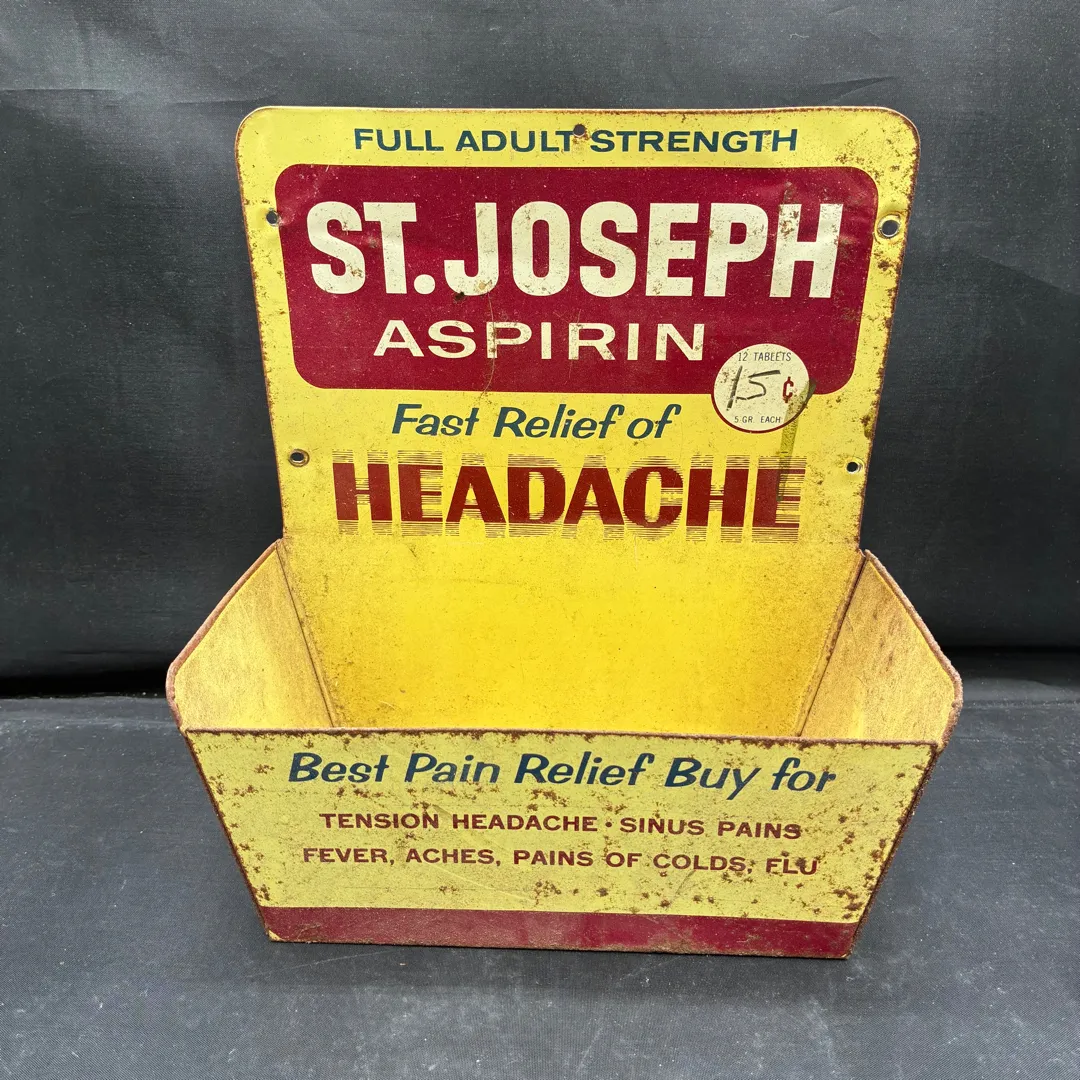 FULL ADULT STRENGTH
ST. JOSEPH
ASPIRIN
12 TABLETS
15¢
5 GR. EACH
Fast Relief of
HEADACHE
Best Pain Relief Buy for
TENSION HEADACHE • SINUS PAINS
FEVER, ACHES, PAINS OF COLDS, FLU